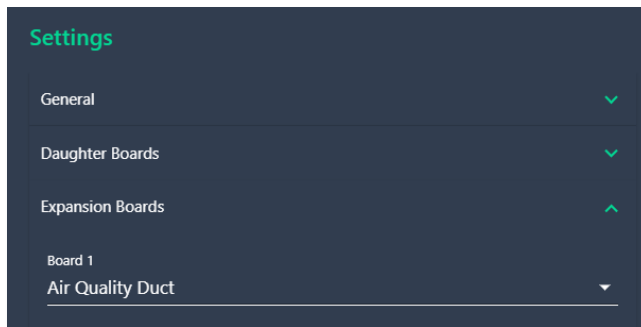 Settings
General
Daughter Boards
Expansion Boards
Board 1
Air Quality Duct